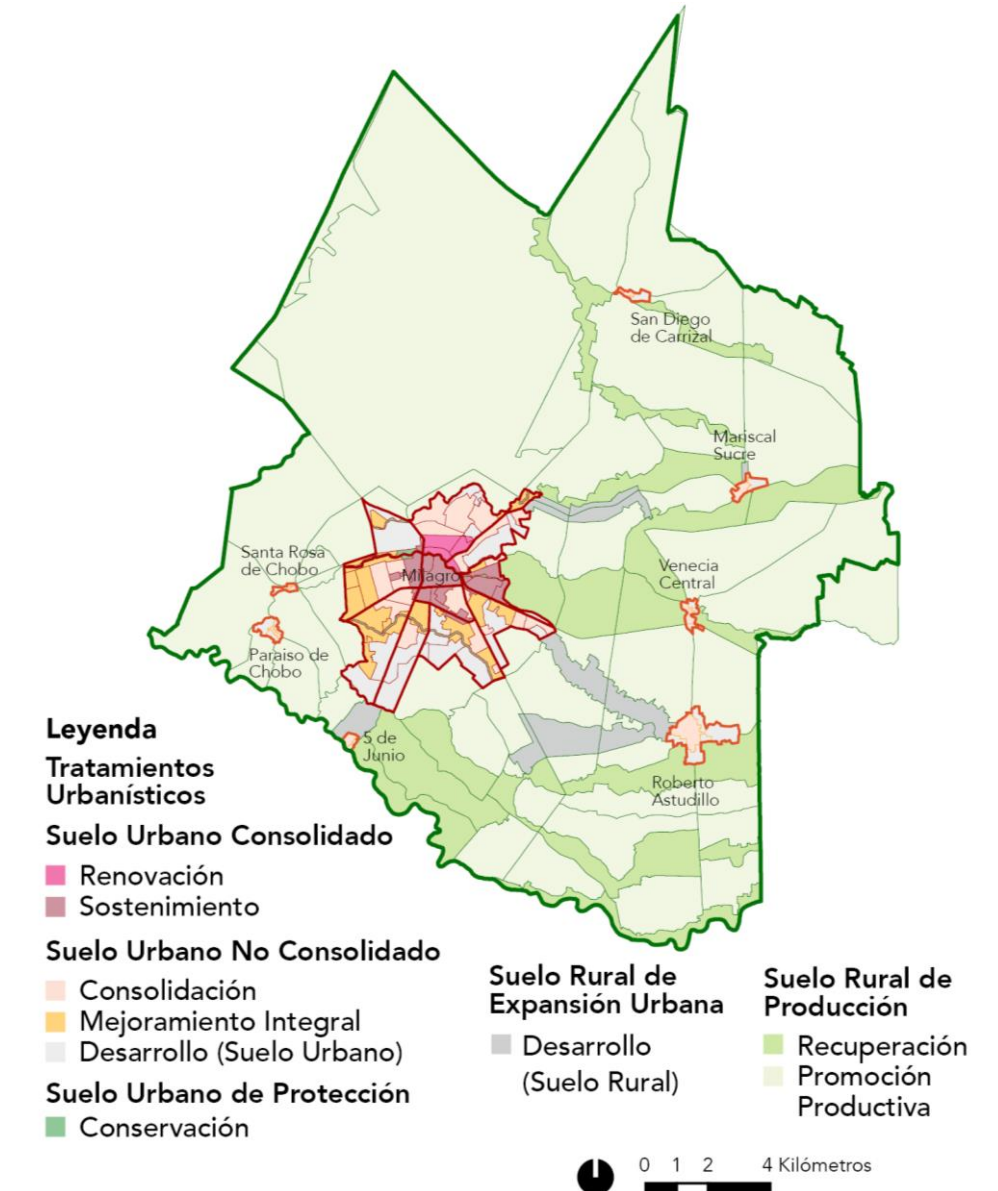 San Diego
de Carrizal
Mariscal
Sucre
Santa Rosa
de Chobo
Milagro
Venecia
Central
Paraiso de
Chobo
5 de
Junio
Roberto
Astudillo
Leyenda
Tratamientos
Urbanísticos
Suelo Urbano Consolidado
Renovación
Sostenimiento
Suelo Urbano No Consolidado
Consolidación
Mejoramiento Integral
Desarrollo (Suelo Urbano)
Suelo Urbano de Protección
Conservación
Suelo Rural de
Expansión Urbana
Desarrollo
(Suelo Rural)
Suelo Rural de
Producción
Recuperación
Promoción
Productiva
0 1 2 4 Kilómetros